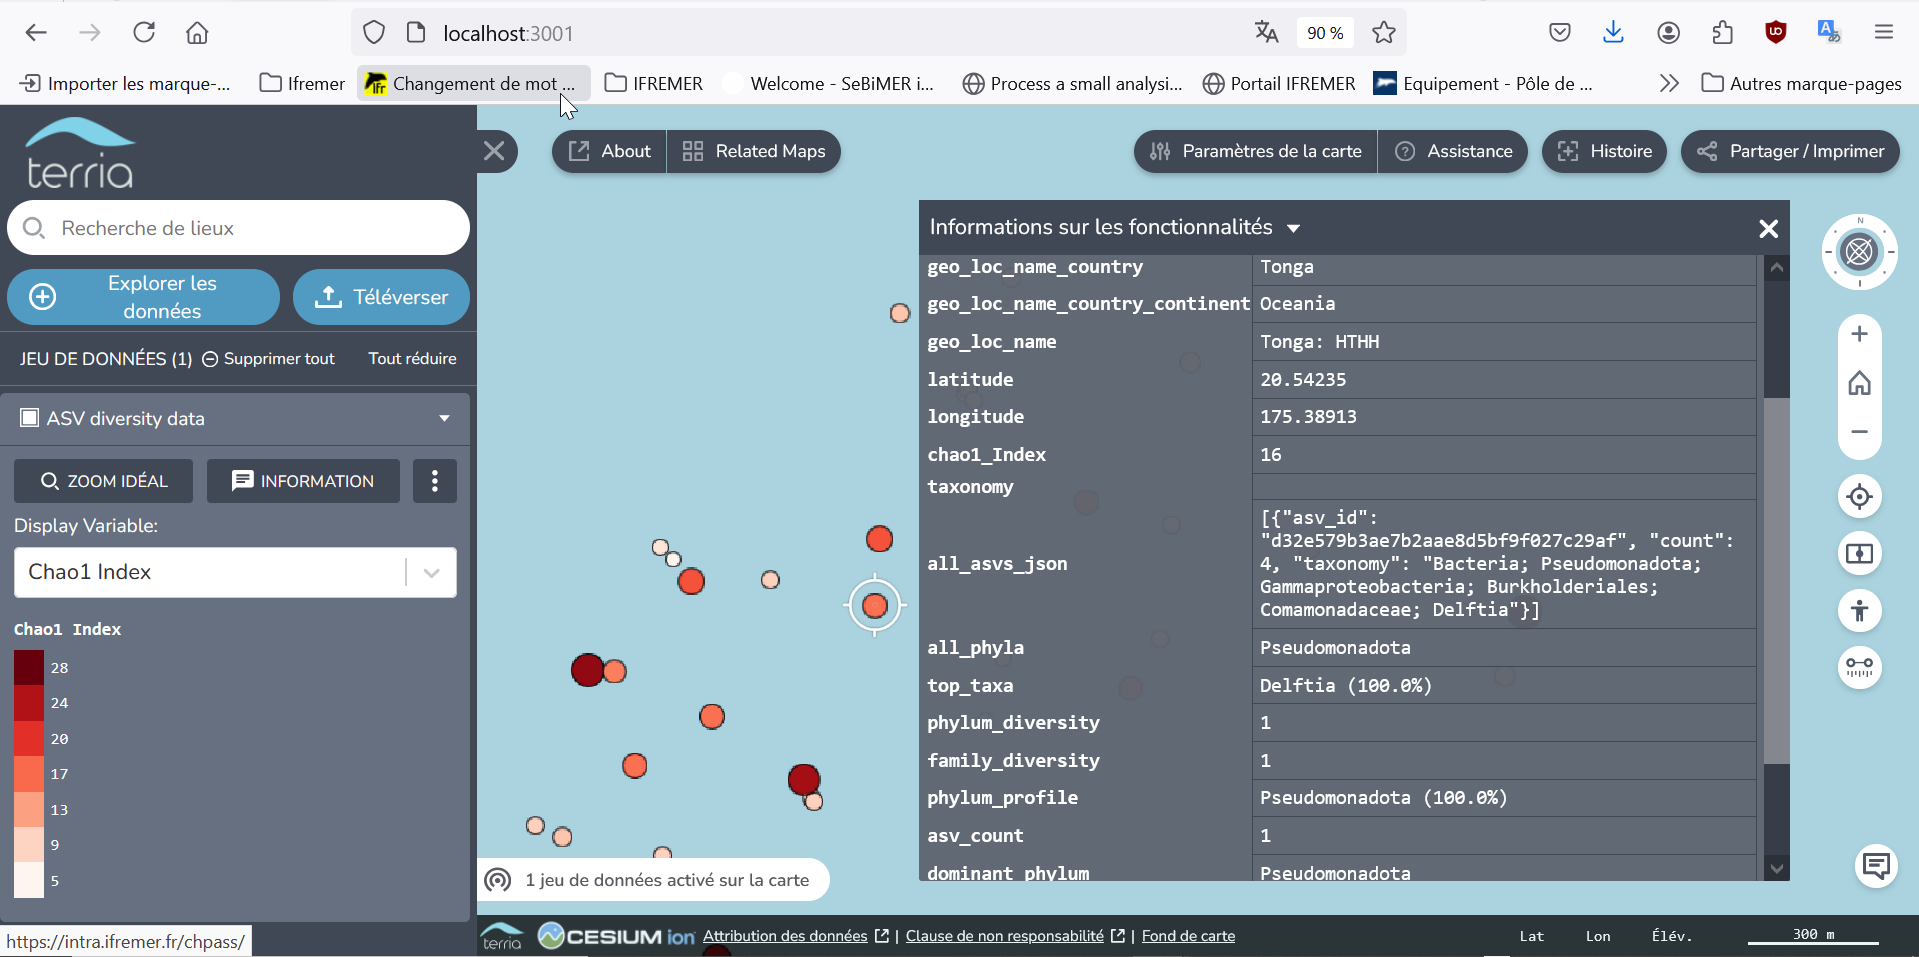 localhost:3001
90 %
Importer les marque-...
Ifremer
Changement de mot ...
IFREMER
Welcome - SeBiMER i...
Process a small analysi...
Portail IFREMER
Equipement - Pôle de ...
Autres marque-pages
terria
About
Related Maps
Paramètres de la carte
Assistance
Histoire
Partager / Imprimer
Recherche de lieux
Explorer les
données
Téléverser
JEU DE DONNÉES (1)
Supprimer tout
Tout réduire
ASV diversity data
ZOOM IDÉAL
INFORMATION
Display Variable:
Chao1 Index
Chao1 Index
28
24
20
17
13
9
5
https://intra.ifremer.fr/chpass/
Informations sur les fonctionnalités
geo_loc_name_country Tonga
geo_loc_name_country_continent Oceania
geo_loc_name Tonga: HTHH
latitude 20.54235
longitude 175.38913
chao1_Index 16
taxonomy
all_asvs_json
[{"asv_id":
"d32e579b3ae7b2aae8d5bf9f027c29af", "count":
4, "taxonomy": "Bacteria; Pseudomonadota;
Gammaproteobacteria; Burkholderiales;
Comamonadaceae; Delftia"}]
all_phyla Pseudomonadota
top_taxa Delftia (100.0%)
phylum_diversity 1
family_diversity 1
phylum_profile Pseudomonadota (100.0%)
asv_count 1
dominant_phylum Pseudomonadota
N
1 jeu de données activé sur la carte
terria
CESIUM ion
Attribution des données | Clause de non responsabilité | Fond de carte
Lat
Lon
Élév.
300 m